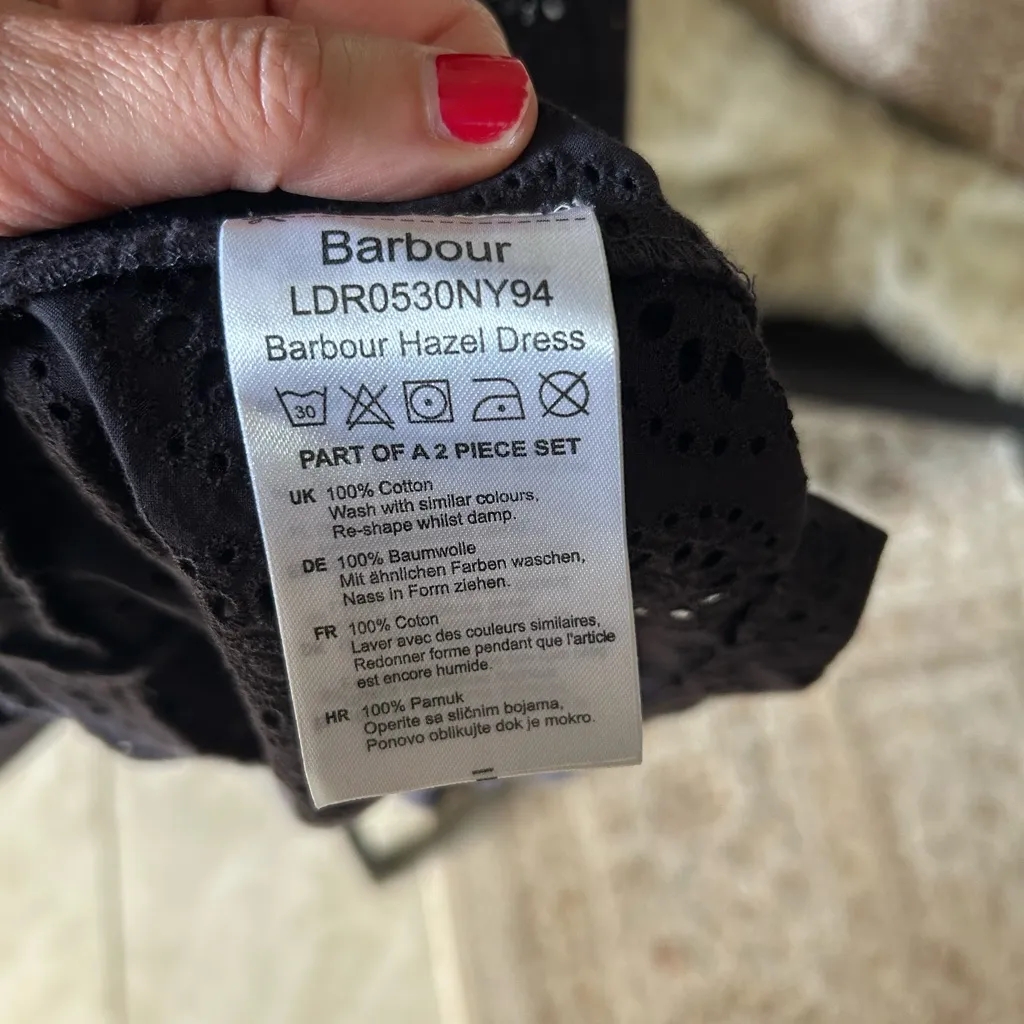 Barbour
LDR0530NY94
Barbour Hazel Dress
30
PART OF A 2 PIECE SET
UK 100% Cotton
Wash with similar colours,
Re-shape whilst damp.
DE 100% Baumwolle
Mit ähnlichen Farben waschen,
Nass in Form ziehen.
FR 100% Coton
Laver avec des couleurs similaires,
Redonner forme pendant que l'article
est encore humide.
HR 100% Pamuk
Operite sa sličnim bojama,
Ponovo oblikujte dok je mokro.